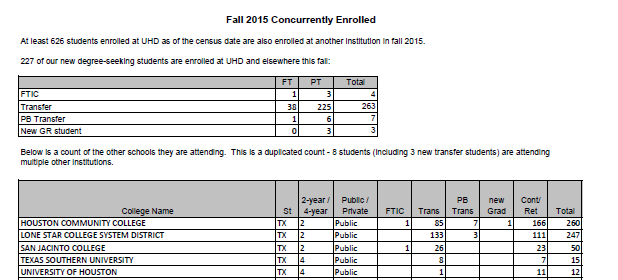 Fall 2015 Concurrently Enrolled
At least 626 students enrolled at UHD as of the census date are also enrolled at another institution in fall 2015.
227 of our new degree-seeking students are enrolled at UHD and elsewhere this fall:
FT PT Total
FTIC 1 3 4
Transfer 38 225 263
PB Transfer 1 6 7
New GR student 0 3 3
Below is a count of the other schools they are attending. This is a duplicated count - 8 students (including 3 new transfer students) are attending
multiple other institutions.
2-year / Public / PB new Cont/
College Name St 4-year Private FTIC Trans Trans Grad Ret Total
HOUSTON COMMUNITY COLLEGE TX 2 Public 1 85 7 1 166 260
LONE STAR COLLEGE SYSTEM DISTRICT TX 2 Public 133 3 111 247
SAN JACINTO COLLEGE TX 2 Public 1 26 23 50
TEXAS SOUTHERN UNIVERSITY TX 4 Public 8 7 15
UNIVERSITY OF HOUSTON TX 4 Public 1 11 12